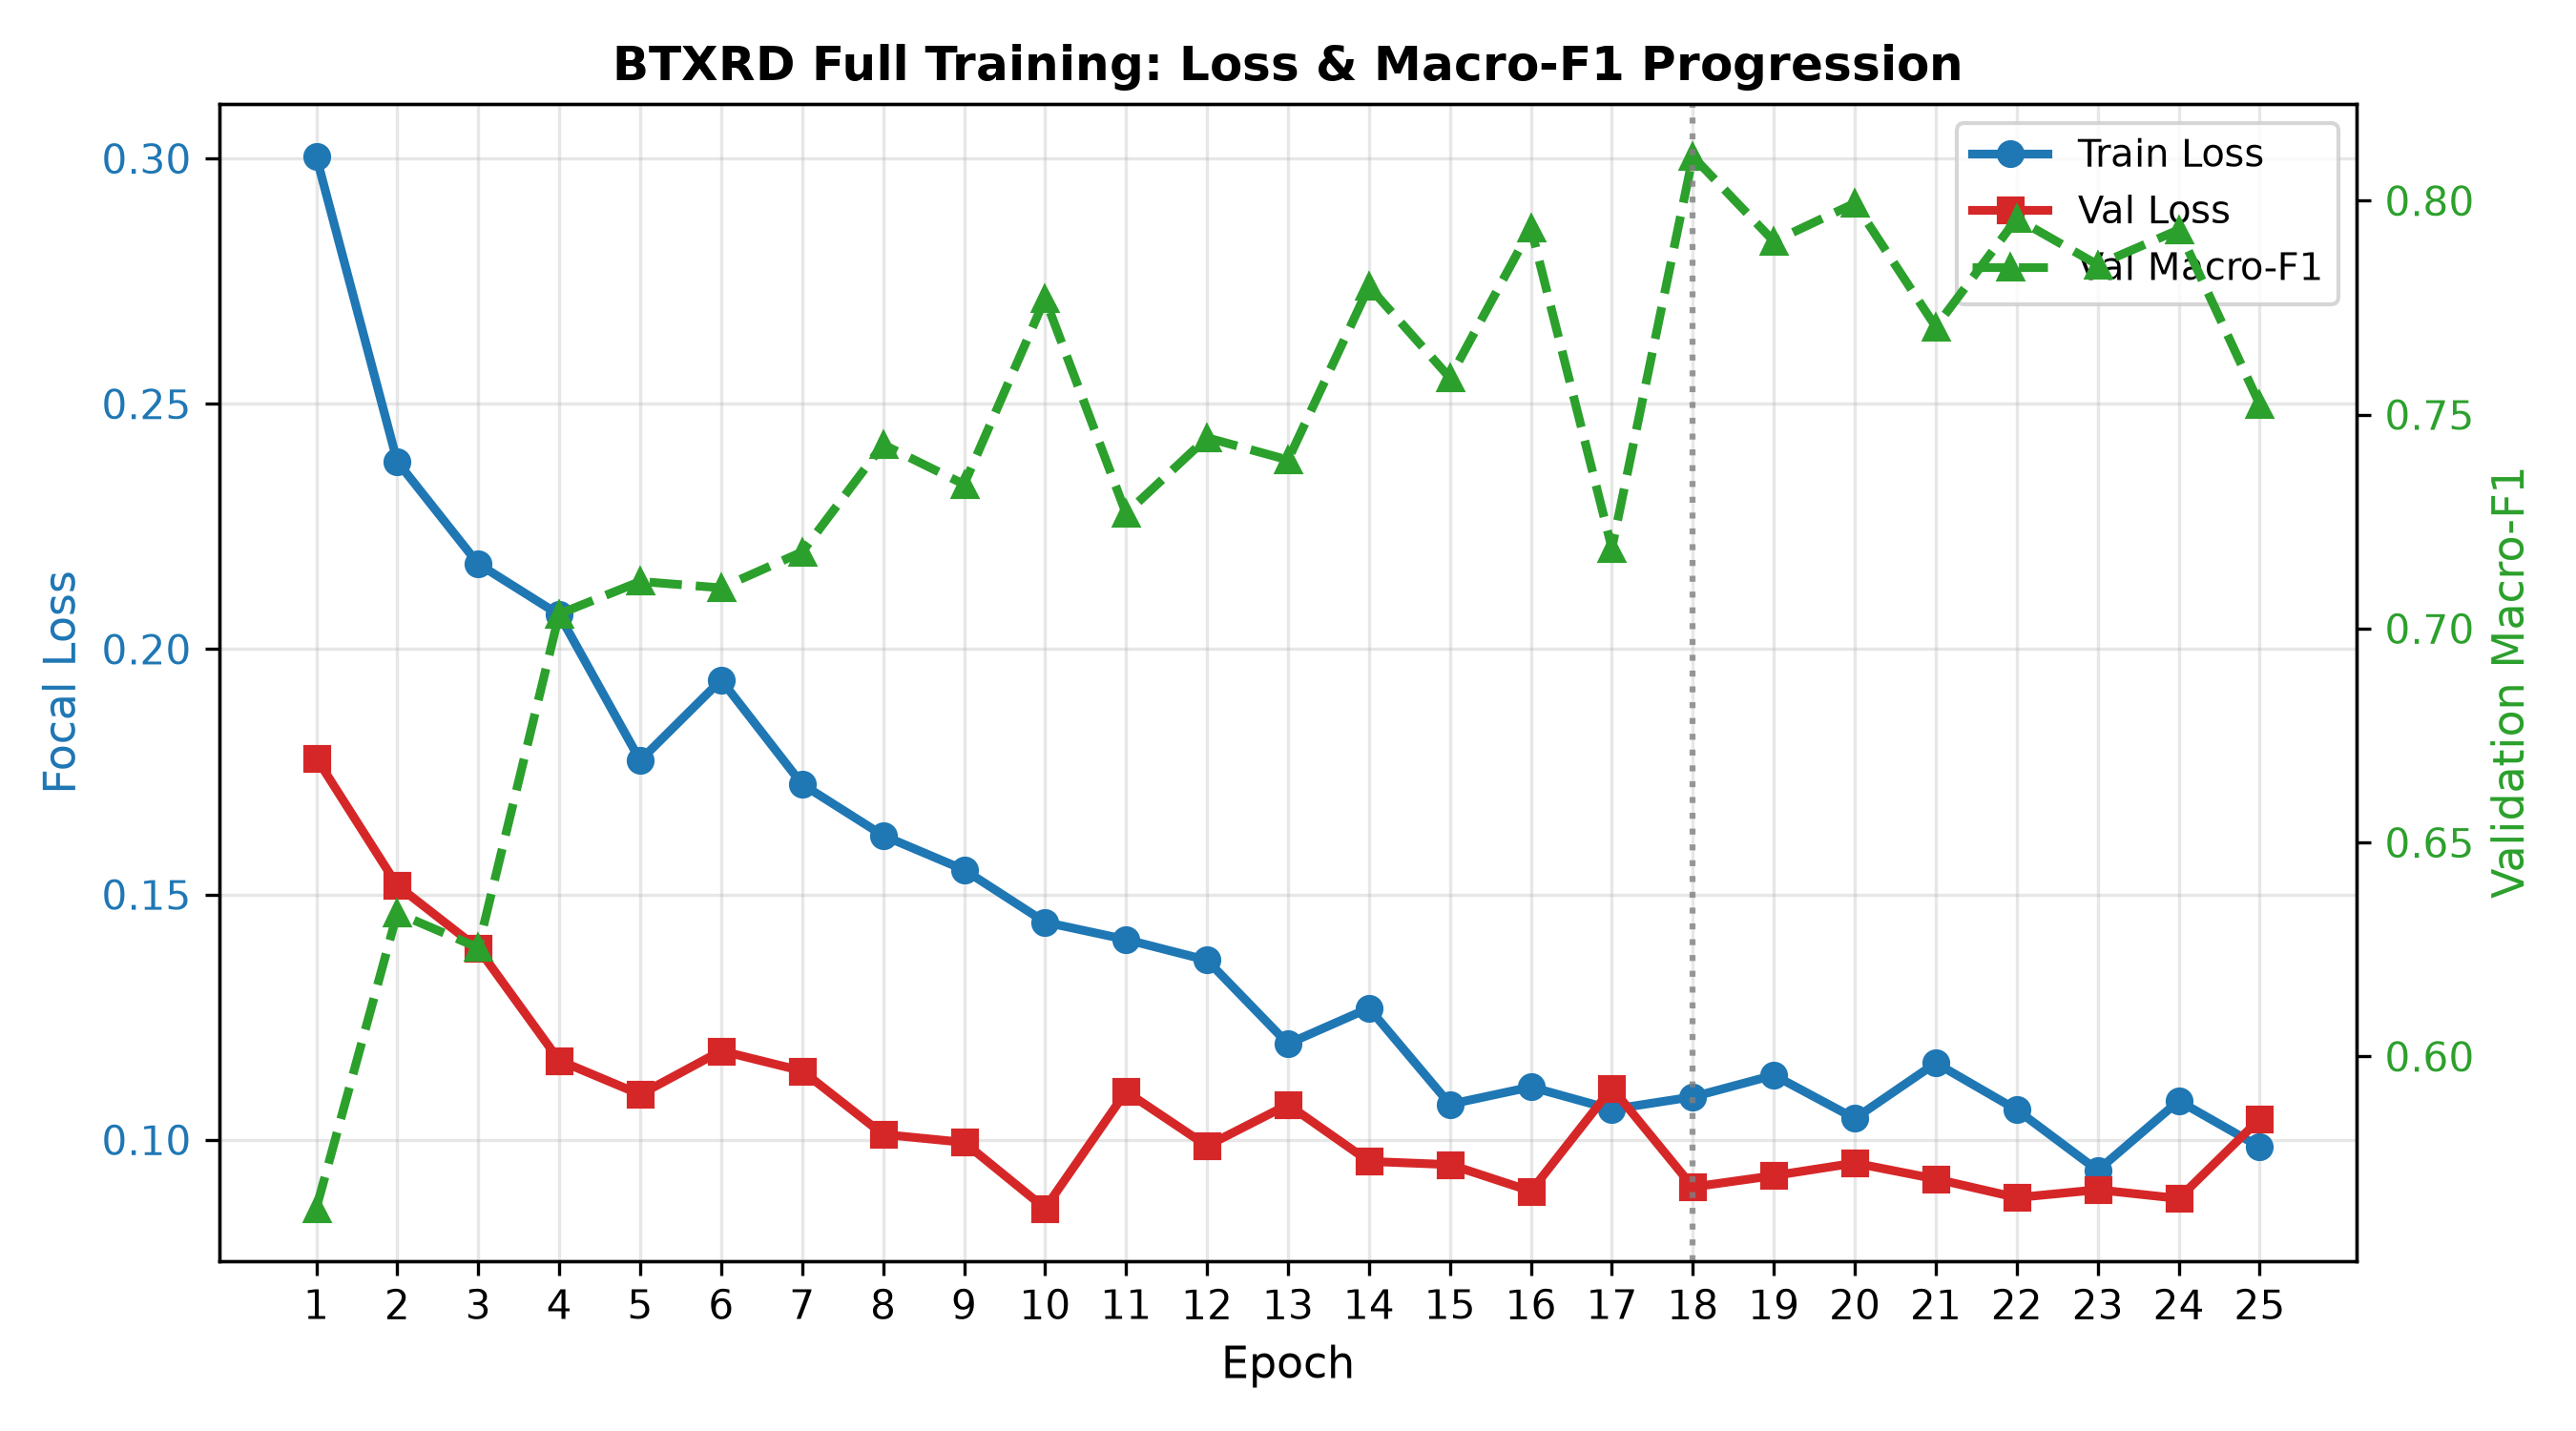 BTXRD Full Training: Loss & Macro-F1 Progression
Train Loss
Val Loss
Val Macro-F1
0.30
0.25
0.20
0.15
0.10
Focal Loss
0.80
0.75
0.70
0.65
0.60
Validation Macro-F1
1 2 3 4 5 6 7 8 9 10 11 12 13 14 15 16 17 18 19 20 21 22 23 24 25
Epoch